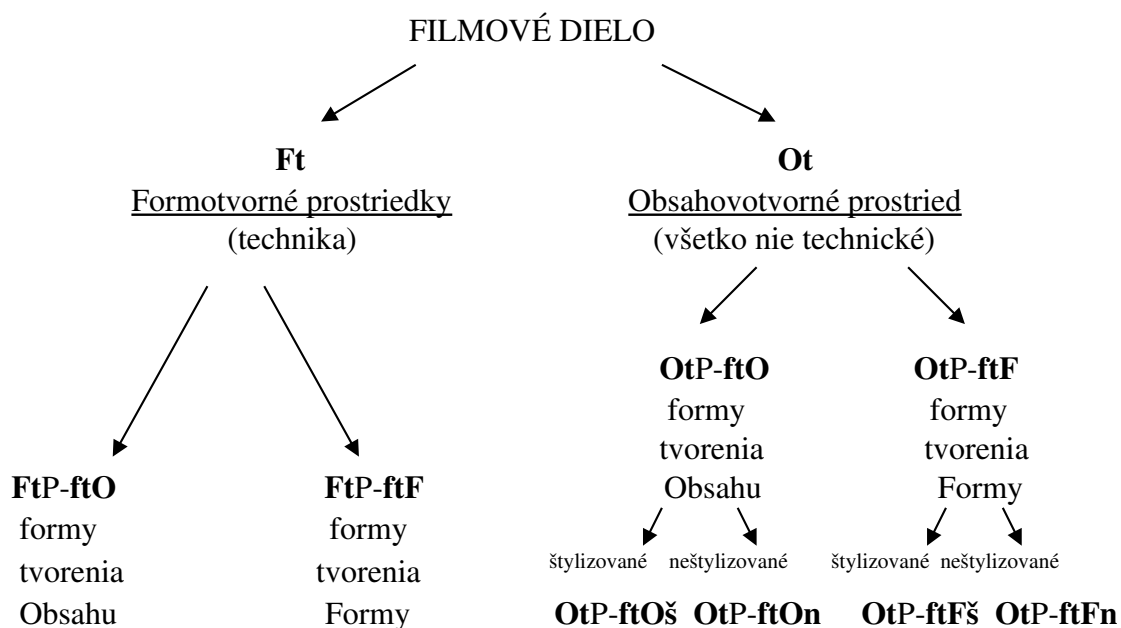 FILMOVÉ DIELO
Ft
Formotvorné prostriedky
(technika)
Ot
Obsahovotvorné prostried
(všetko nie technické)
FtP-ftO
formy
tvorenia
Obsahu
FtP-ftF
formy
tvorenia
Formy
OtP-ftO
formy
tvorenia
Obsahu
OtP-ftF
formy
tvorenia
Formy
štylizované neštylizované
OtP-ftOš OtP-ftOn
štylizované neštylizované
OtP-ftFš OtP-ftFn